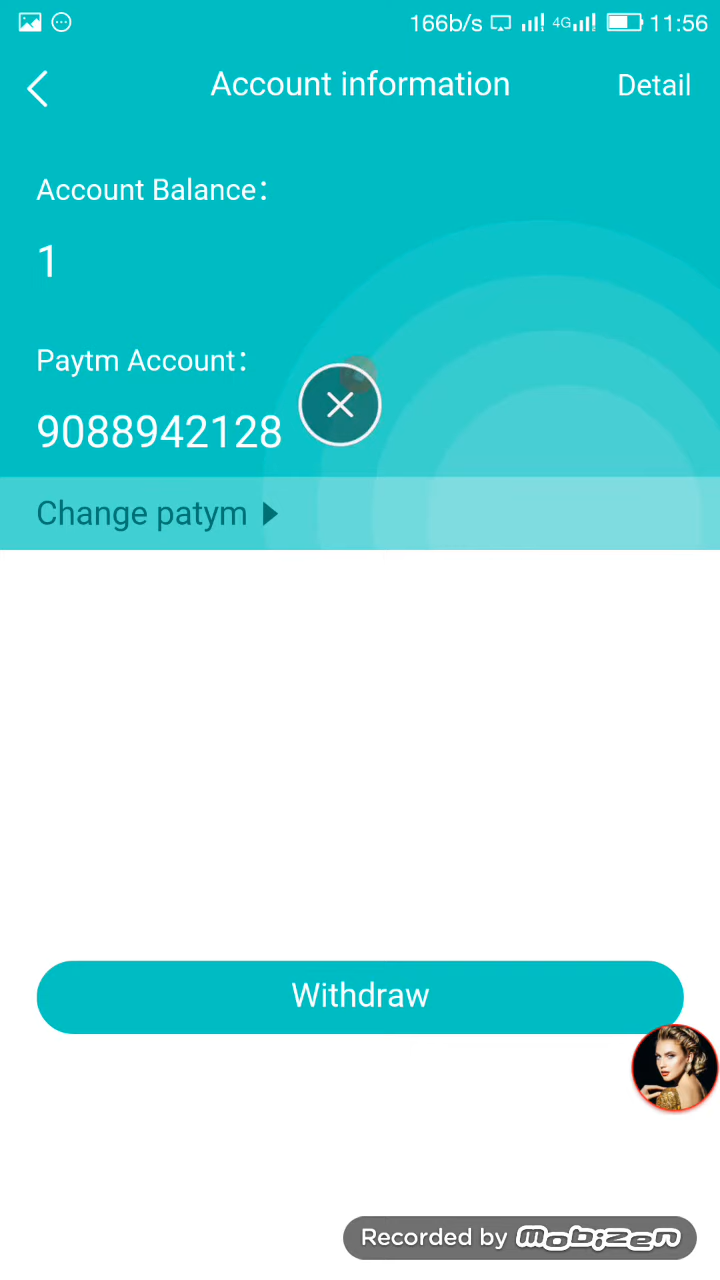 166b/s 4G 11:56
Account information Detail
Account Balance:
1
Paytm Account:
9088942128
Change patym
Withdraw
Recorded by mobizen